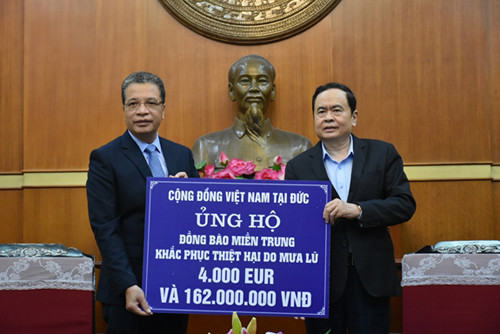 CỘNG ĐỒNG VIỆT NAM TẠI ĐỨC
ỦNG HỘ
ĐỒNG BÀO MIỀN TRUNG
KHẮC PHỤC THIỆT HẠI DO MƯA LŨ
4.000 EUR
VÀ 162.000.000 VNĐ